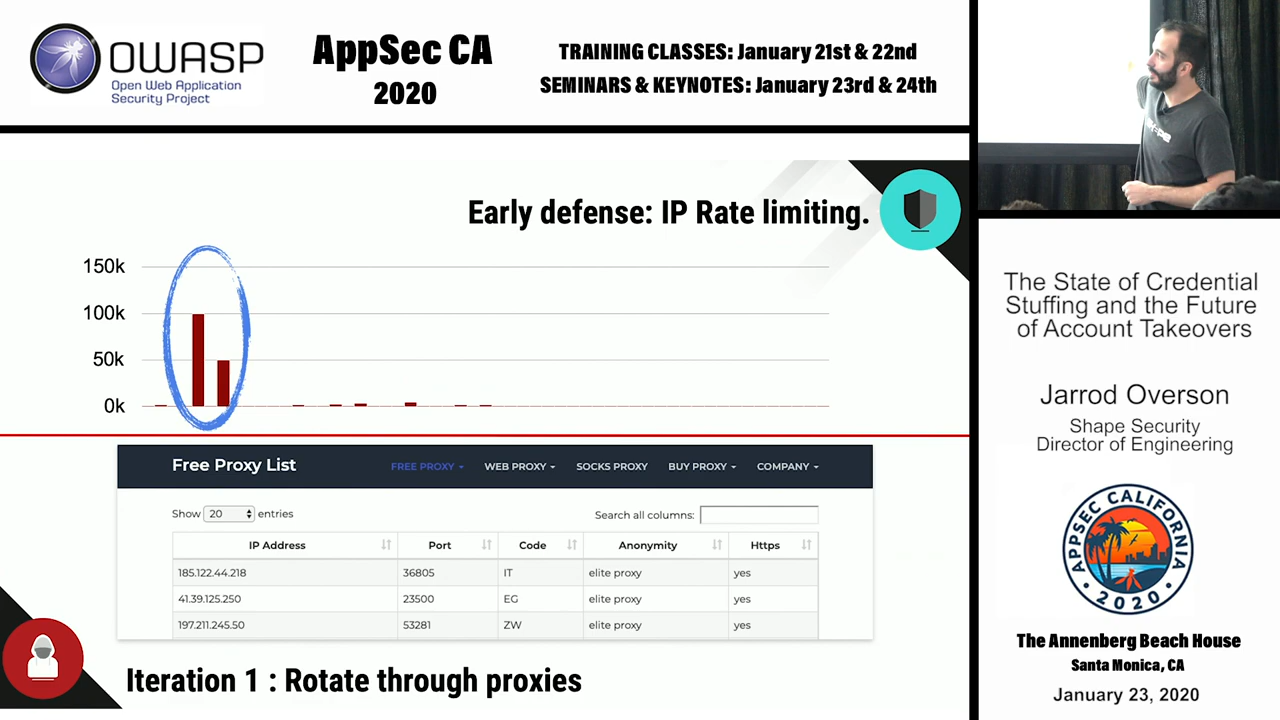 OWASP
Open Web Application
Security Project
AppSec CA
2020
TRAINING CLASSES: January 21st & 22nd
SEMINARS & KEYNOTES: January 23rd & 24th
Early defense: IP Rate limiting.
150k
100k
50k
0k
Free Proxy List
FREE PROXY
WEB PROXY
SOCKS PROXY
BUY PROXY
COMPANY
Show 20 entries
Search all columns:
IP Address Port Code Anonymity Https
185.122.44.218 36805 IT elite proxy yes
41.39.125.250 23500 EG elite proxy yes
197.211.245.50 53281 ZW elite proxy yes
Iteration 1 : Rotate through proxies
The State of Credential
Stuffing and the Future
of Account Takeovers
Jarrod Overson
Shape Security
Director of Engineering
APPSEC CALIFORNIA
2020
The Annenberg Beach House
Santa Monica, CA
January 23, 2020